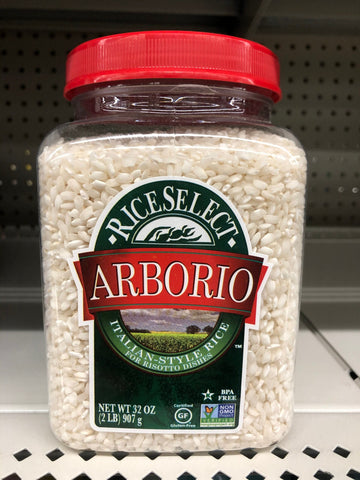 RICESELECT
ARBORIO
ITALIAN-STYLE RICE
FOR RISOTTO DISHES
™
BPA
FREE
NET WT 32 OZ
(2 LB) 907 g
Certified
GF
Gluten-Free
NON
GMO
VERIFIED